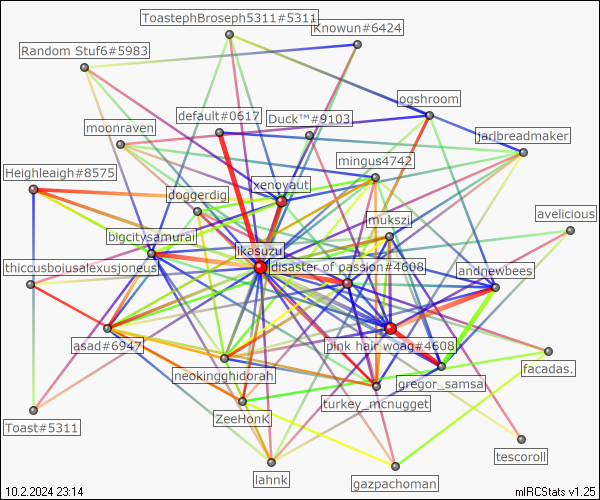 ToastephBroseph5311#5311
Knowun#6424
Random Stuf6#5983
ogshroom
default#0617
Duck™#9103
moonraven
jarlbreadmaker
mingus4742
Heighleigh#8575
xenoyaut
doggerdig
avelicious
mukszi
bigcitysamurai
ikasuzu
thiccusboiusalexusjoneus
disaster of passion#4608
andnewbees
asad#6947
pink hair woag#4608
facadas.
neokingghidorah
gregor_samsa
turkey_mcnugget
ZeeHonk
Toast#5311
tescoroll
lahnk
gazpachoman
10.2.2024 23:14
mIRCStats v1.25